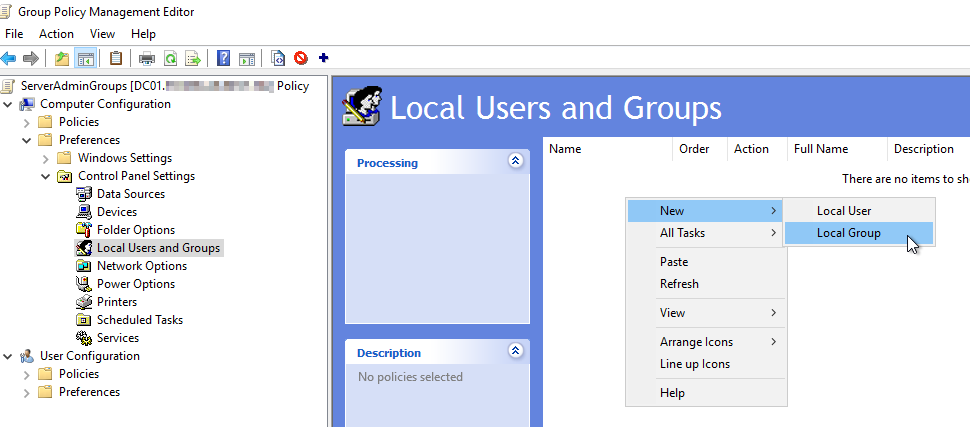 Group Policy Management Editor
File Action View Help
ServerAdminGroups [DC01. Policy
Computer Configuration
Policies
Preferences
Windows Settings
Control Panel Settings
Data Sources
Devices
Folder Options
Local Users and Groups
Network Options
Power Options
Printers
Scheduled Tasks
Services
User Configuration
Policies
Preferences
Local Users and Groups
Processing
Description
No policies selected
Name Order Action Full Name Description
There are no items to sh
New
All Tasks
Paste
Refresh
View
Arrange Icons
Line up Icons
Help
Local User
Local Group